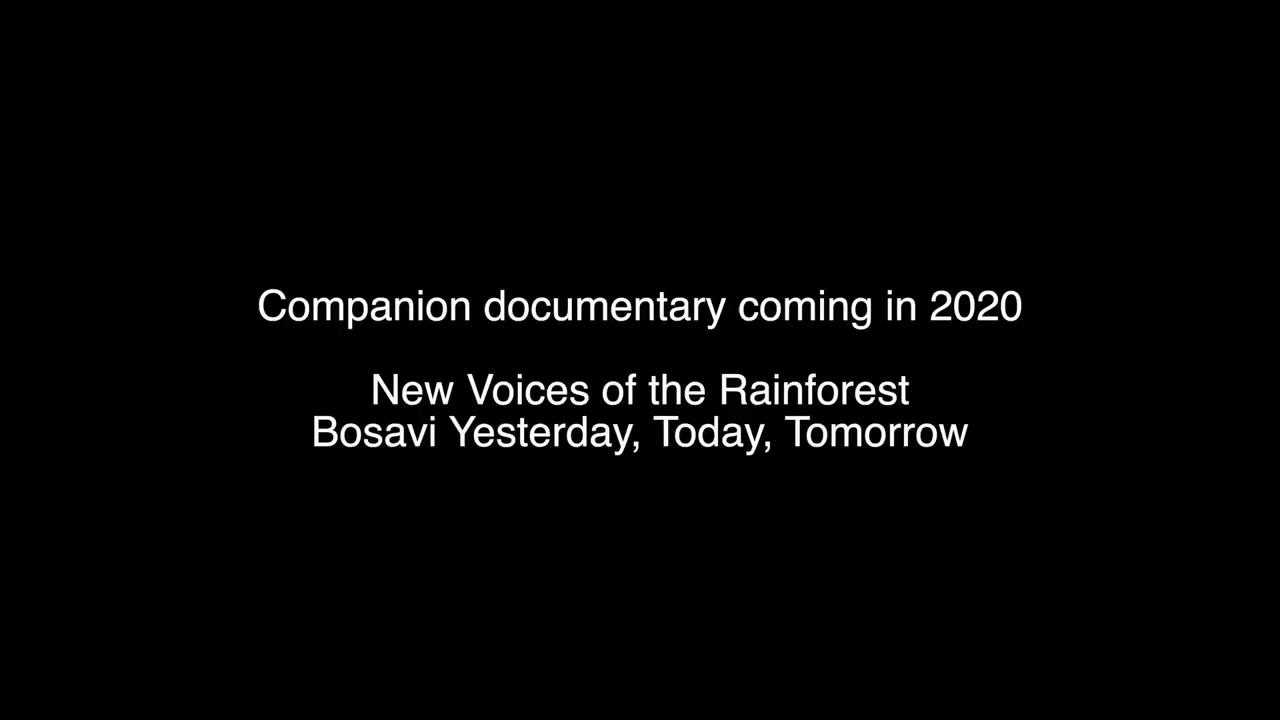 Companion documentary coming in 2020
New Voices of the Rainforest
Bosavi Yesterday, Today, Tomorrow